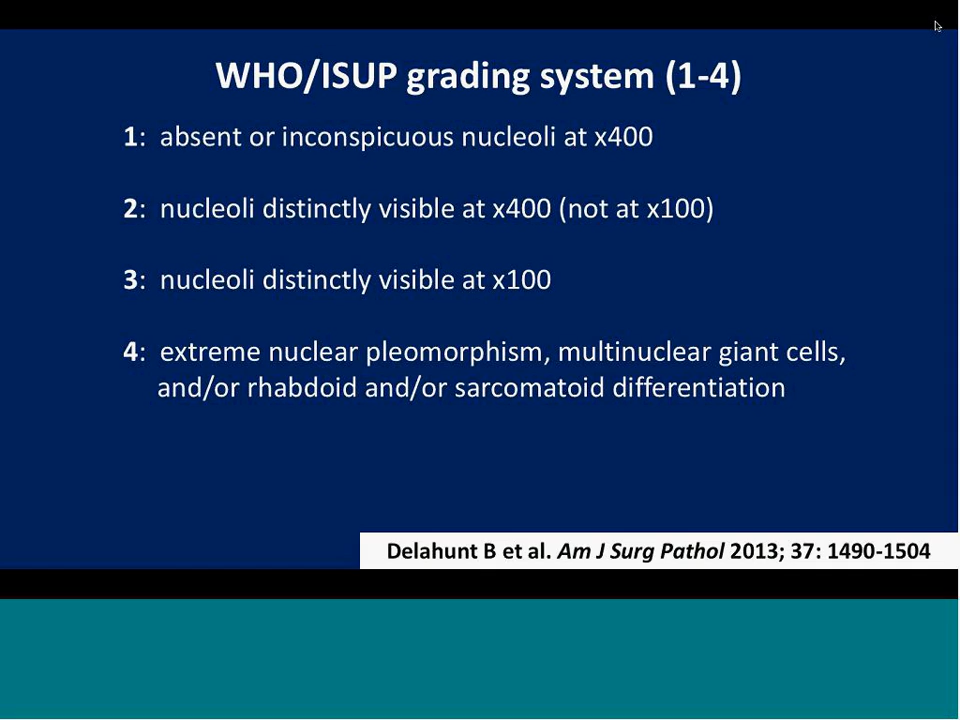 WHO/ISUP grading system (1-4)
1: absent or inconspicuous nucleoli at x400
2: nucleoli distinctly visible at x400 (not at x100)
3: nucleoli distinctly visible at x100
4: extreme nuclear pleomorphism, multinuclear giant cells,
and/or rhabdoid and/or sarcomatoid differentiation
Delahunt B et al. Am J Surg Pathol 2013; 37: 1490-1504